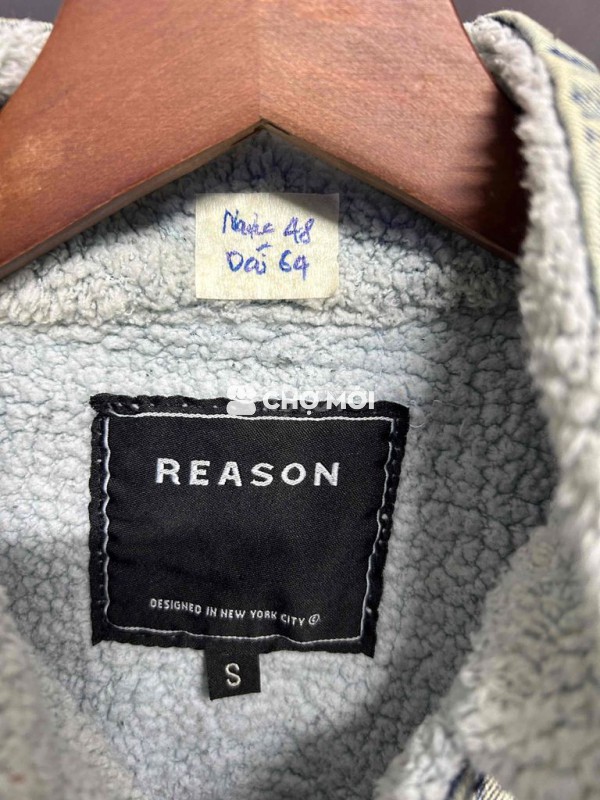 Ngực 48
Dài 64
CHỢ MỚI
REASON
DESIGNED IN NEW YORK CITY ©
S